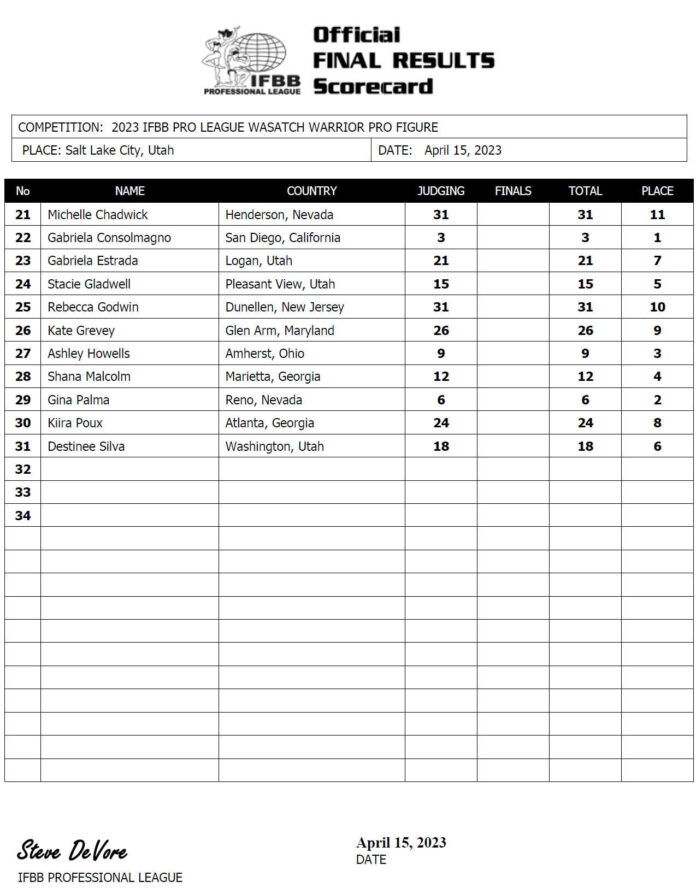 Official
FINAL RESULTS
Scorecard
IFBB
PROFESSIONAL LEAGUE
COMPETITION: 2023 IFBB PRO LEAGUE WASATCH WARRIOR PRO FIGURE
PLACE: Salt Lake City, Utah DATE: April 15, 2023
No NAME COUNTRY JUDGING FINALS TOTAL PLACE
21 Michelle Chadwick Henderson, Nevada 31 31 11
22 Gabriela Consolmagno San Diego, California 3 3 1
23 Gabriela Estrada Logan, Utah 21 21 7
24 Stacie Gladwell Pleasant View, Utah 15 15 5
25 Rebecca Godwin Dunellen, New Jersey 31 31 10
26 Kate Grevey Glen Arm, Maryland 26 26 9
27 Ashley Howells Amherst, Ohio 9 9 3
28 Shana Malcolm Marietta, Georgia 12 12 4
29 Gina Palma Reno, Nevada 6 6 2
30 Kiira Poux Atlanta, Georgia 24 24 8
31 Destinee Silva Washington, Utah 18 18 6
32
33
34
Steve DeVore April 15, 2023
IFBB PROFESSIONAL LEAGUE DATE